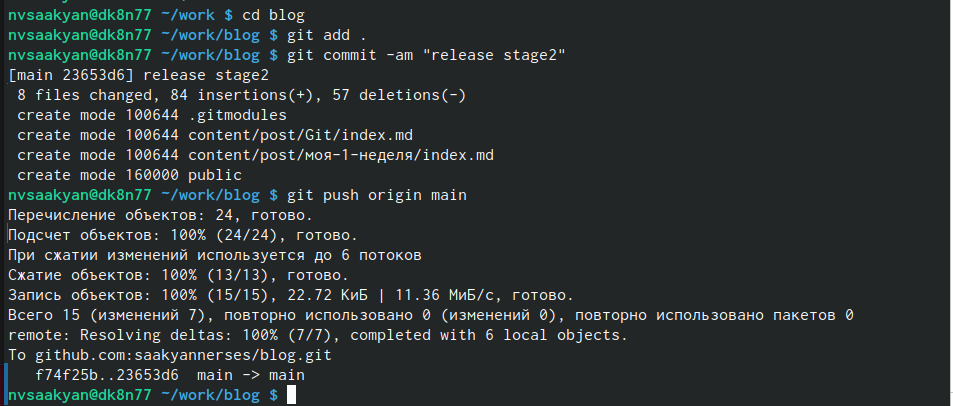 nvsaakyan@dk8n77 ~/work $ cd blog
nvsaakyan@dk8n77 ~/work/blog $ git add .
nvsaakyan@dk8n77 ~/work/blog $ git commit -am "release stage2"
[main 23653d6] release stage2
 8 files changed, 84 insertions(+), 57 deletions(-)
 create mode 100644 .gitmodules
 create mode 100644 content/post/Git/index.md
 create mode 100644 content/post/моя-1-неделя/index.md
 create mode 160000 public
nvsaakyan@dk8n77 ~/work/blog $ git push origin main
Перечисление объектов: 24, готово.
Подсчет объектов: 100% (24/24), готово.
При сжатии изменений используется до 6 потоков
Сжатие объектов: 100% (13/13), готово.
Запись объектов: 100% (15/15), 22.72 КиБ | 11.36 МиБ/с, готово.
Всего 15 (изменений 7), повторно использовано 0 (изменений 0), повторно использовано пакетов 0
remote: Resolving deltas: 100% (7/7), completed with 6 local objects.
To github.com:saakyannerses/blog.git
   f74f25b..23653d6  main -> main
nvsaakyan@dk8n77 ~/work/blog $